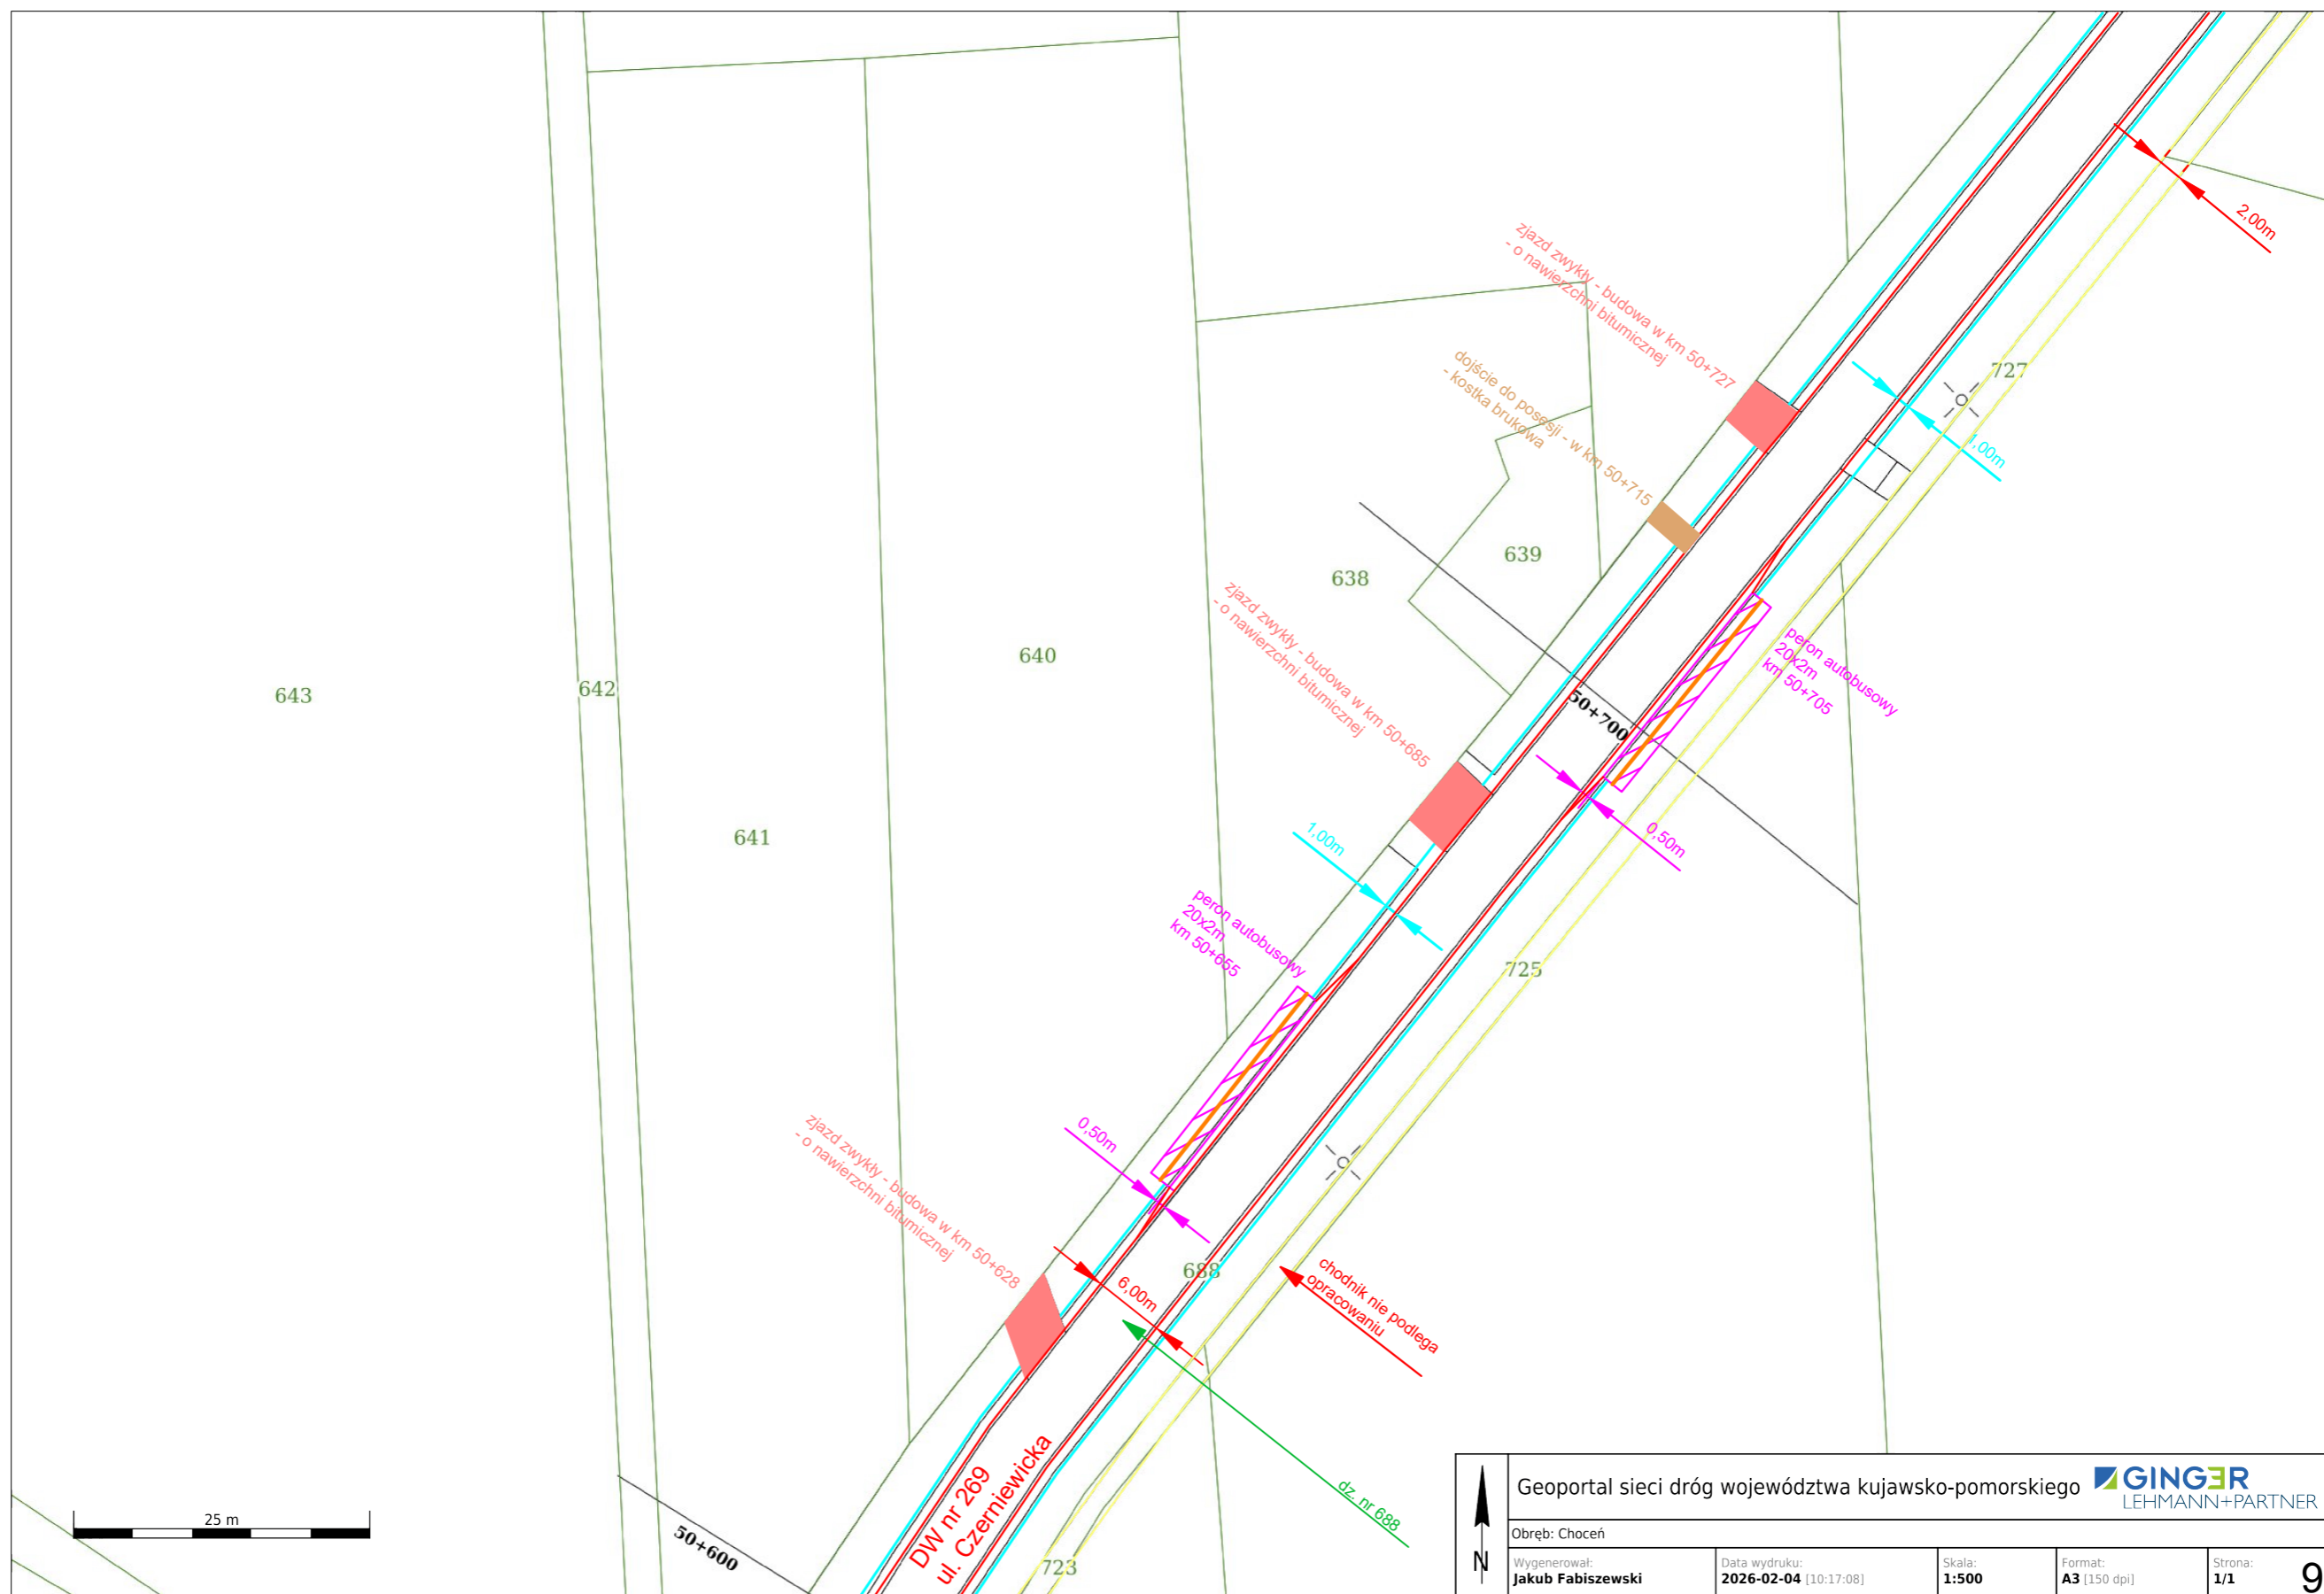 2,00m
zjazd zwykły - budowa w km 50+727
- o nawierzchni bitumicznej
dojście do posesji - w km 50+715
- kostka brukowa
727
1,00m
639
638
zjazd zwykły - budowa w km 50+685
- o nawierzchni bitumicznej
640
643
642
peron autobusowy
20x2m
km 50+705
50+700
641
1,00m
0,50m
peron autobusowy
20x2m
km 50+655
725
0,50m
zjazd zwykły - budowa w km 50+628
- o nawierzchni bitumicznej
688
6,00m
chodnik nie podlega
opracowaniu
dz. nr 688
DW nr 269
ul. Czerniewicka
25 m
50+600
723
Geoportal sieci dróg województwa kujawsko-pomorskiego
GINGER
LEHMANN+PARTNER
Obręb: Choceń
N
Wygenerował:
Jakub Fabiszewski
Data wydruku:
2026-02-04 [10:17:08]
Skala:
1:500
Format:
A3 [150 dpi]
Strona:
1/1
9